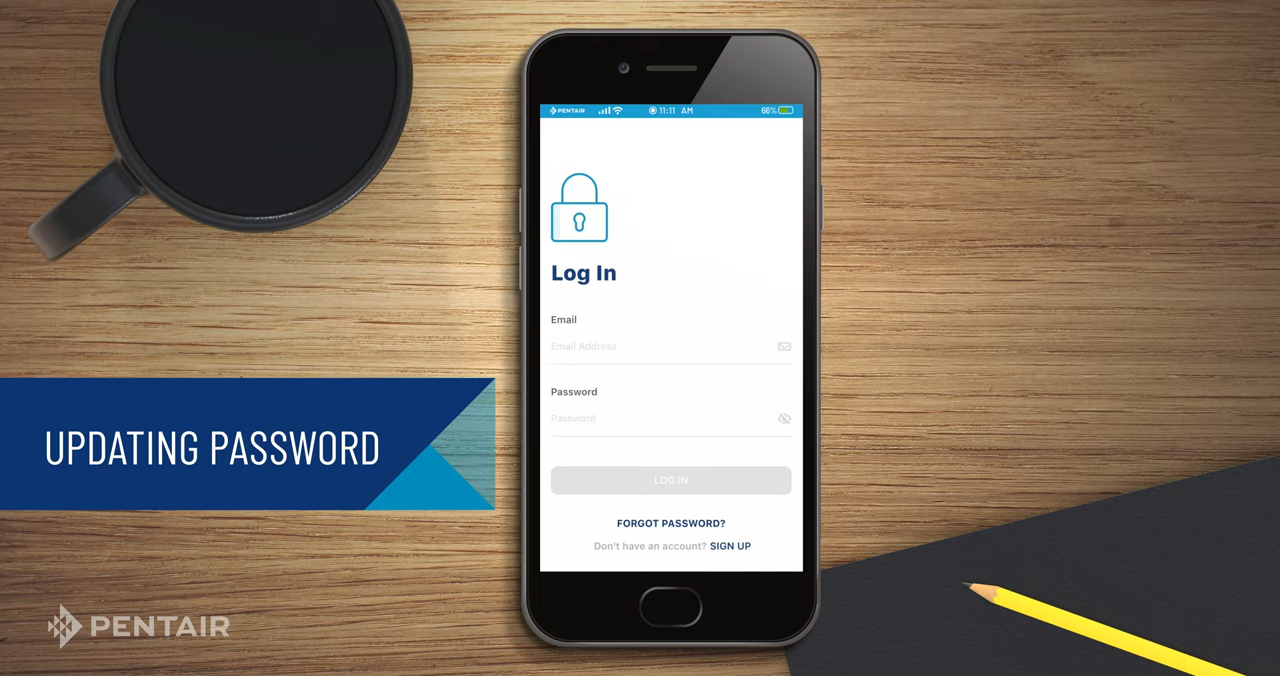 PENTAIR 11:11 AM 66%
Log In
Email
Email Address
Password
Password
LOG IN
FORGOT PASSWORD?
Don't have an account? SIGN UP
UPDATING PASSWORD
PENTAIR